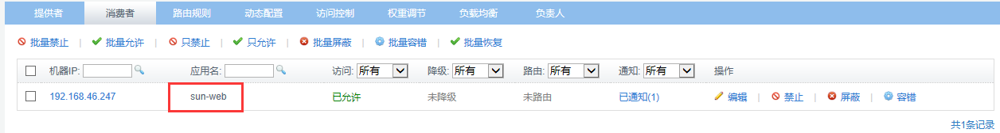 提供者 消费者 路由规则 动态配置 访问控制 权重调节 负载均衡 负责人
批量禁止 | 批量允许 | 只禁止 | 只允许 | 批量屏蔽 | 批量容错 | 批量恢复
机器IP: 应用名: 访问: 所有 降级: 所有 路由: 所有 通知: 所有 操作
192.168.46.247 sun-web 已允许 未降级 未路由 已通知(1) 编辑 | 禁止 | 屏蔽 | 容错
共1条记录